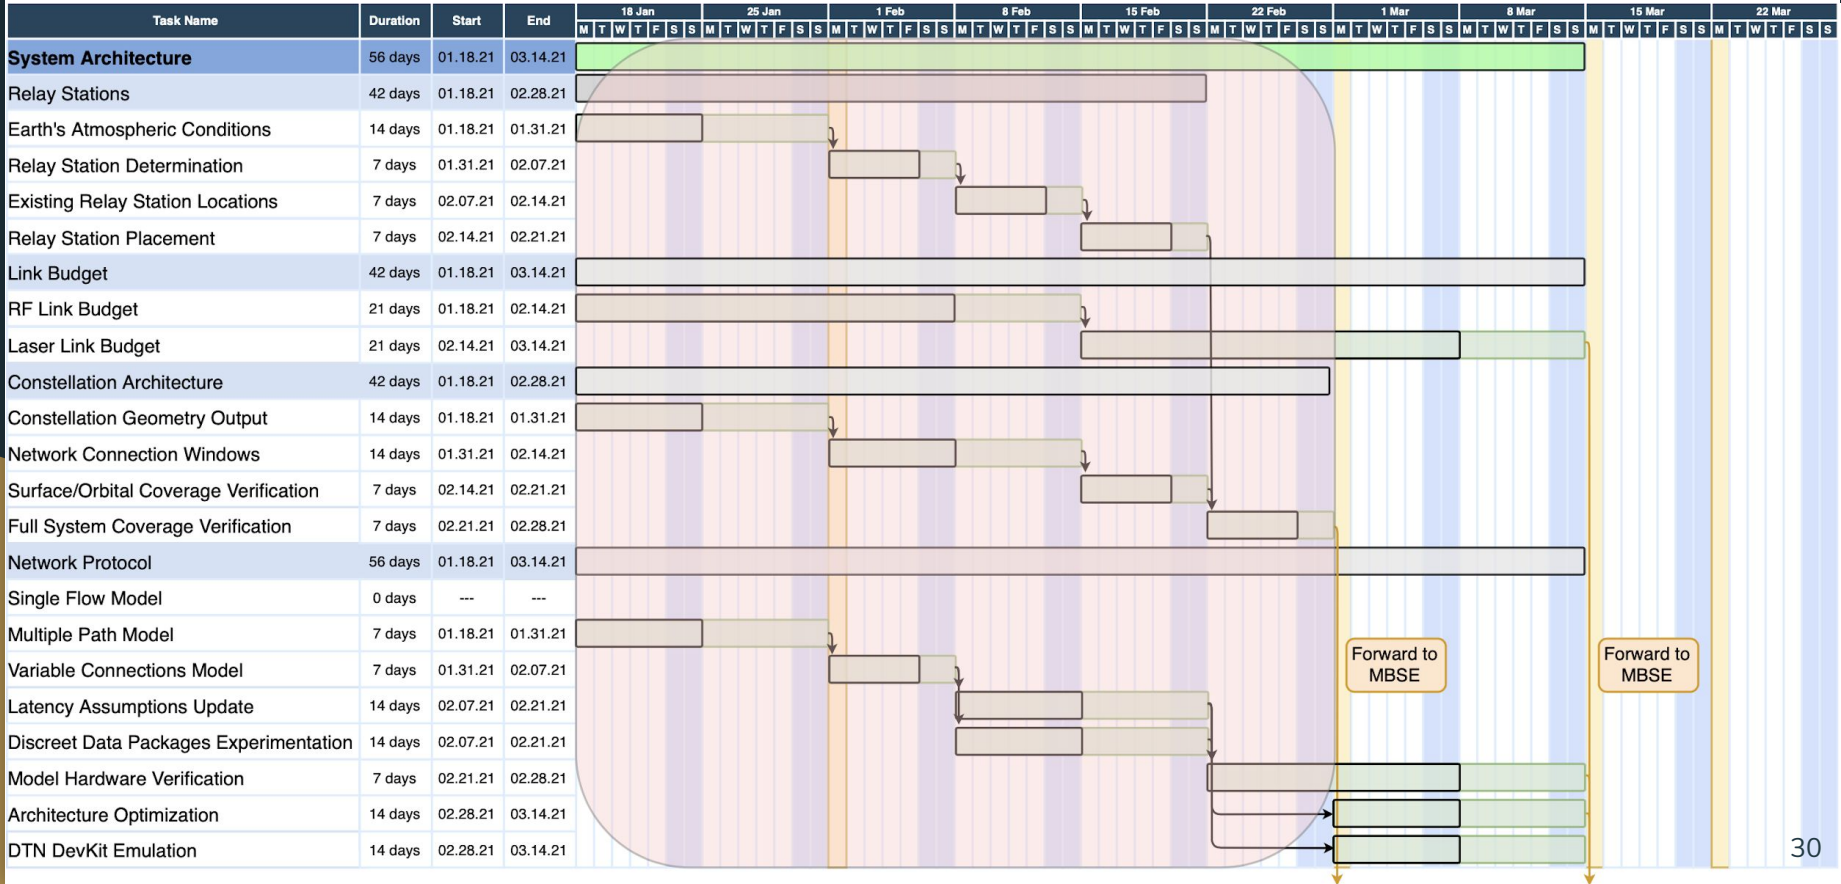 Task Name Duration Start End 18 Jan 25 Jan 1 Feb 8 Feb 15 Feb 22 Feb 1 Mar 8 Mar 15 Mar 22 Mar
M T W T F S S M T W T F S S M T W T F S S M T W T F S S M T W T F S S M T W T F S S M T W T F S S M T W T F S S M T W T F S S M T W T F S S
System Architecture 56 days 01.18.21 03.14.21
Relay Stations 42 days 01.18.21 02.28.21
Earth's Atmospheric Conditions 14 days 01.18.21 01.31.21
Relay Station Determination 7 days 01.31.21 02.07.21
Existing Relay Station Locations 7 days 02.07.21 02.14.21
Relay Station Placement 7 days 02.14.21 02.21.21
Link Budget 42 days 01.18.21 03.14.21
RF Link Budget 21 days 01.18.21 02.14.21
Laser Link Budget 21 days 02.14.21 03.14.21
Constellation Architecture 42 days 01.18.21 02.28.21
Constellation Geometry Output 14 days 01.18.21 01.31.21
Network Connection Windows 14 days 01.31.21 02.14.21
Surface/Orbital Coverage Verification 7 days 02.14.21 02.21.21
Full System Coverage Verification 7 days 02.21.21 02.28.21
Network Protocol 56 days 01.18.21 03.14.21
Single Flow Model 0 days --- ---
Multiple Path Model 7 days 01.18.21 01.31.21
Variable Connections Model 7 days 01.31.21 02.07.21
Latency Assumptions Update 14 days 02.07.21 02.21.21
Discreet Data Packages Experimentation 14 days 02.07.21 02.21.21
Model Hardware Verification 7 days 02.21.21 02.28.21
Architecture Optimization 14 days 02.28.21 03.14.21
DTN DevKit Emulation 14 days 02.28.21 03.14.21
Forward to
MBSE
Forward to
MBSE
30